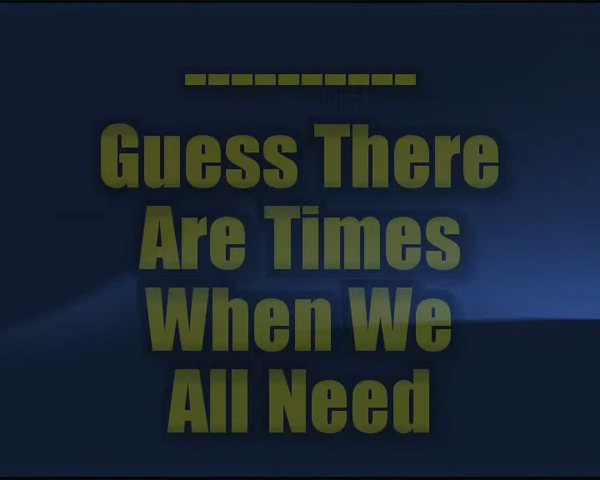 ----------
Guess There
Are Times
When We
All Need